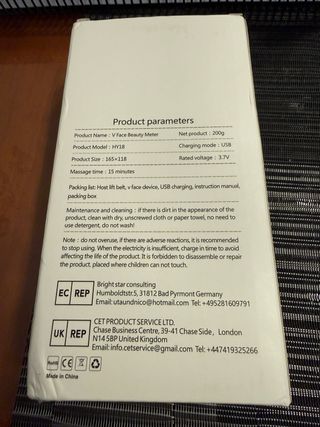 Product parameters
Product Name : V Face Beauty Meter Net product : 200g
Product Model : HY18 Charging mode : USB
Product Size : 165×118 Rated voltage : 3.7V
Massage time : 15 minutes
Packing list: Host lift belt, v face device, USB charging, instruction manual,
packing box
Maintenance and cleaning : if there is dirt in the appearance of the
product, clean with dry, unscrewed cloth or paper towel, no need to
use detergent, do not wash!
Note : do not overuse, if there are adverse reactions, it is recommended
to stop using. When the electricity is insufficient, charge in time to avoid
affecting the life of the product. It is forbidden to disassemble or repair
the product. placed where children can not touch.
EC REP
Bright star consulting
Humboldtstr.5, 31812 Bad Pyrmont Germany
Email: utaundnico@hotmail.com Tel: +495281609791
UK REP
CET PRODUCT SERVICE LTD.
Chase Business Centre, 39-41 Chase Side, London
N14 5BP United Kingdom
Email: info.cetservice@gmail.com Tel: +447419325266
RoHS CE
Made in China